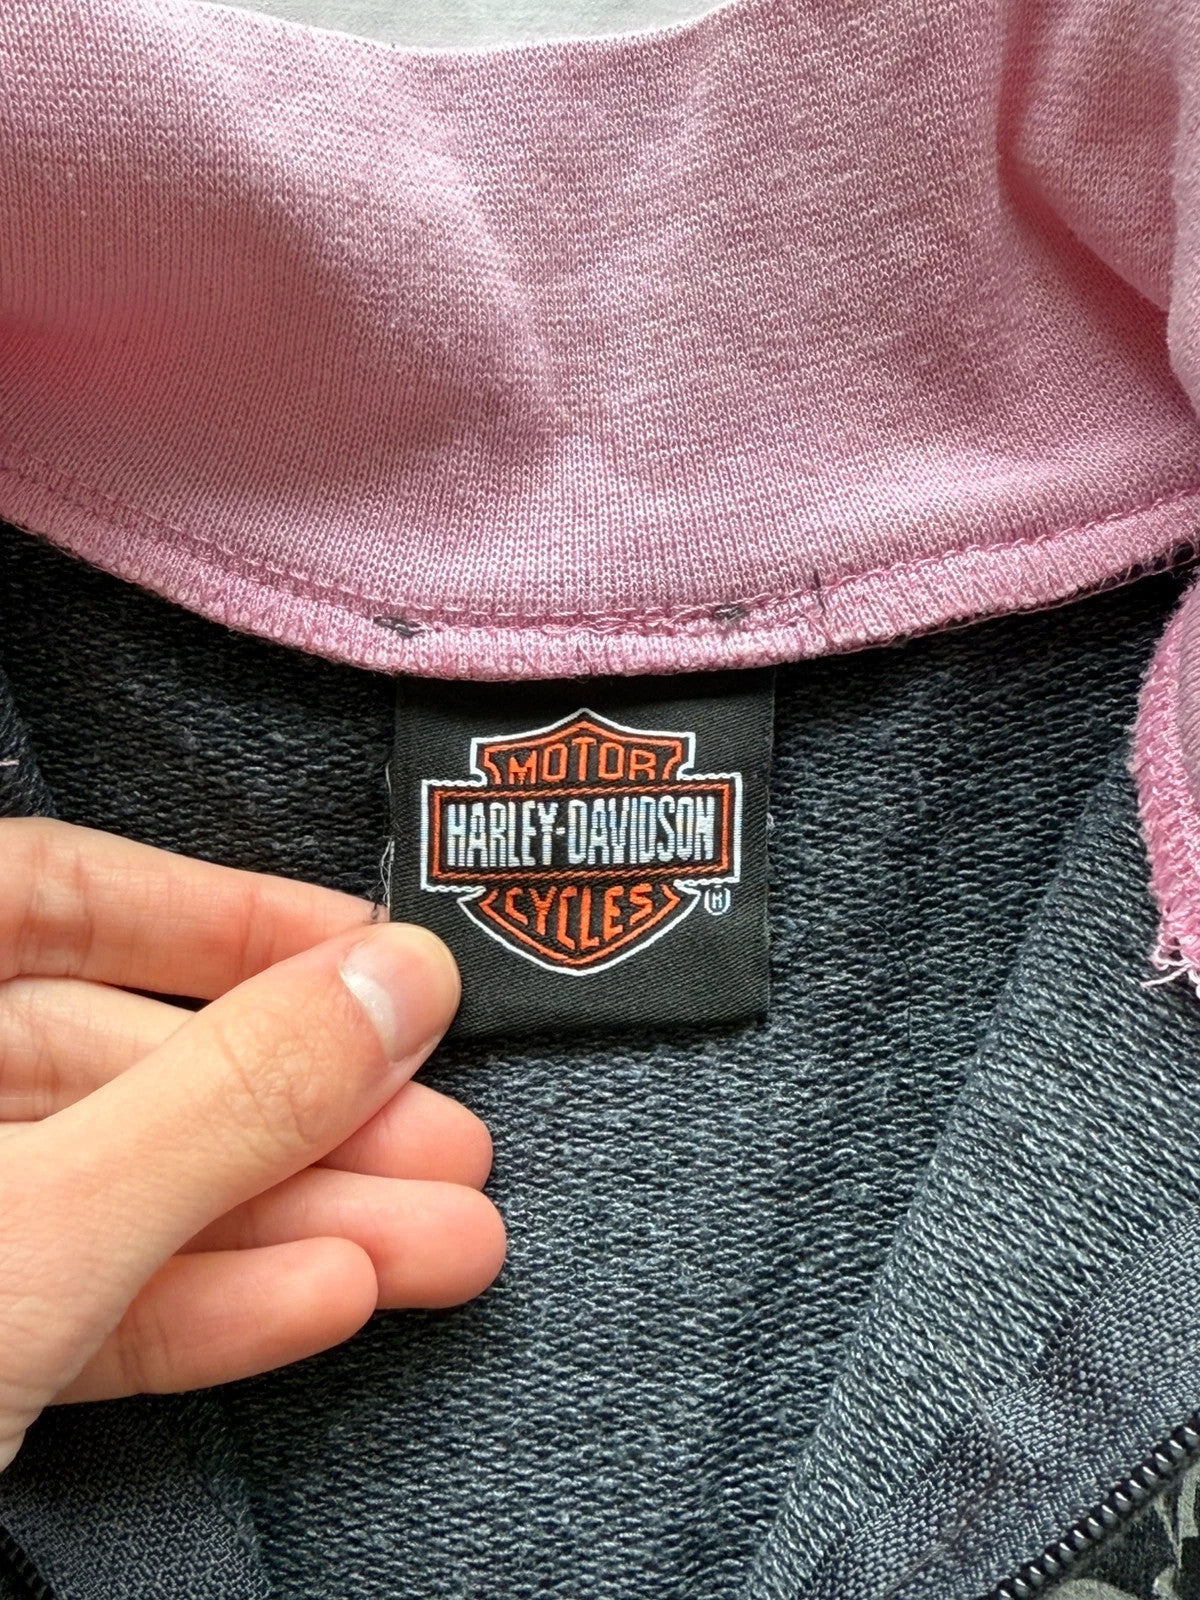 MOTOR
HARLEY-DAVIDSON
CYCLES
®